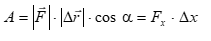 A = |F⃗| · |Δr⃗| · cos α = Fₓ · Δx